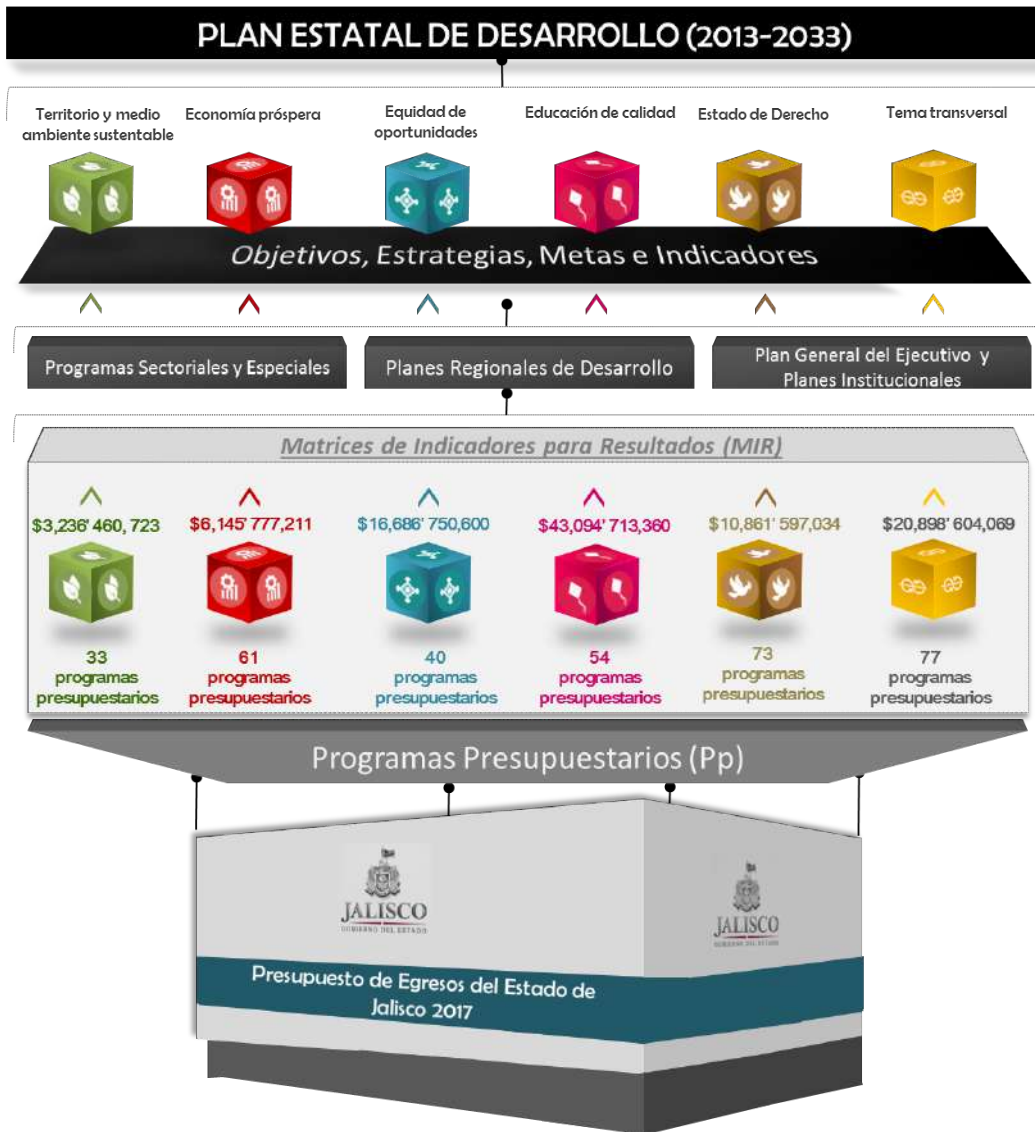 PLAN ESTATAL DE DESARROLLO (2013-2033)
Territorio y medio
ambiente sustentable
Economía próspera
Equidad de
oportunidades
Educación de calidad
Estado de Derecho
Tema transversal
Objetivos, Estrategias, Metas e Indicadores
Programas Sectoriales y Especiales
Planes Regionales de Desarrollo
Plan General del Ejecutivo y
Planes Institucionales
Matrices de Indicadores para Resultados (MIR)
$3,236' 460, 723
$6,145' 777,211
$16,686' 750,600
$43,094' 713,360
$10,861' 597,034
$20,898' 604,069
33
programas
presupuestarios
61
programas
presupuestarios
40
programas
presupuestarios
54
programas
presupuestarios
73
programas
presupuestarios
77
programas
presupuestarios
Programas Presupuestarios (Pp)
JALISCO
GOBIERNO DEL ESTADO
JALISCO
GOBIERNO DEL ESTADO
Presupuesto de Egresos del Estado de
Jalisco 2017